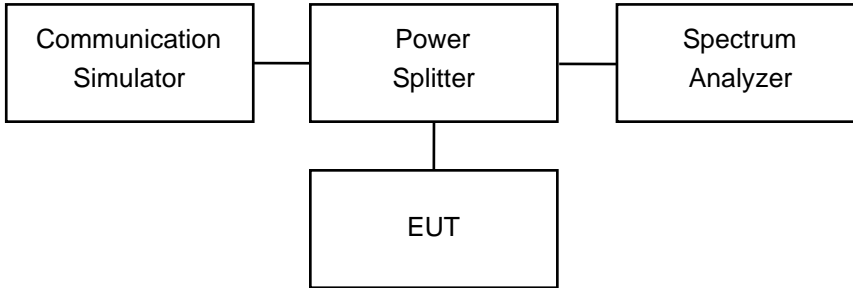 Communication
Simulator
Power
Splitter
Spectrum
Analyzer
EUT